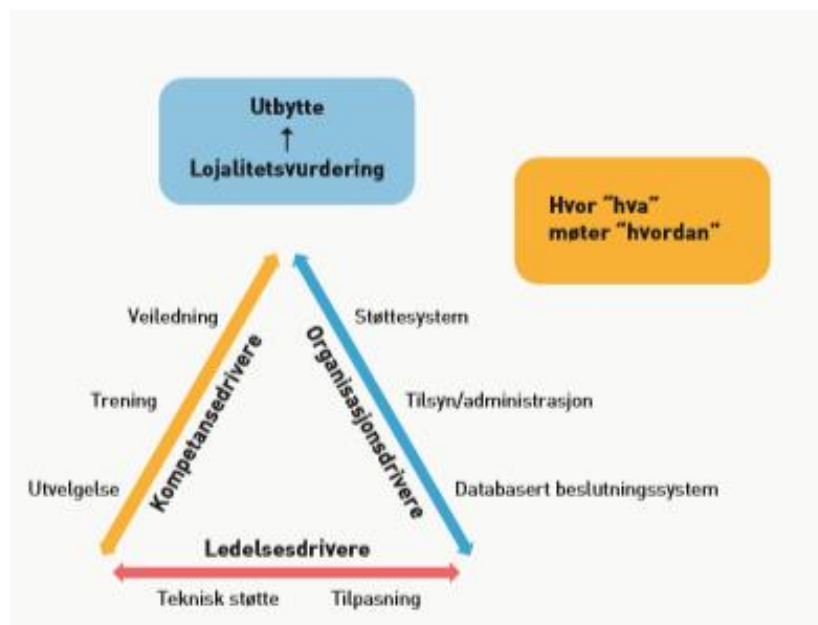 Utbytte
↑
Lojalitetsvurdering
Hvor "hva"
møter "hvordan"
Veiledning
Støttesystem
Kompetansedrivere
Organisasjonsdrivere
Trening
Tilsyn/administrasjon
Utvelgelse
Databasert beslutningssystem
Ledelsesdrivere
Teknisk støtte
Tilpasning